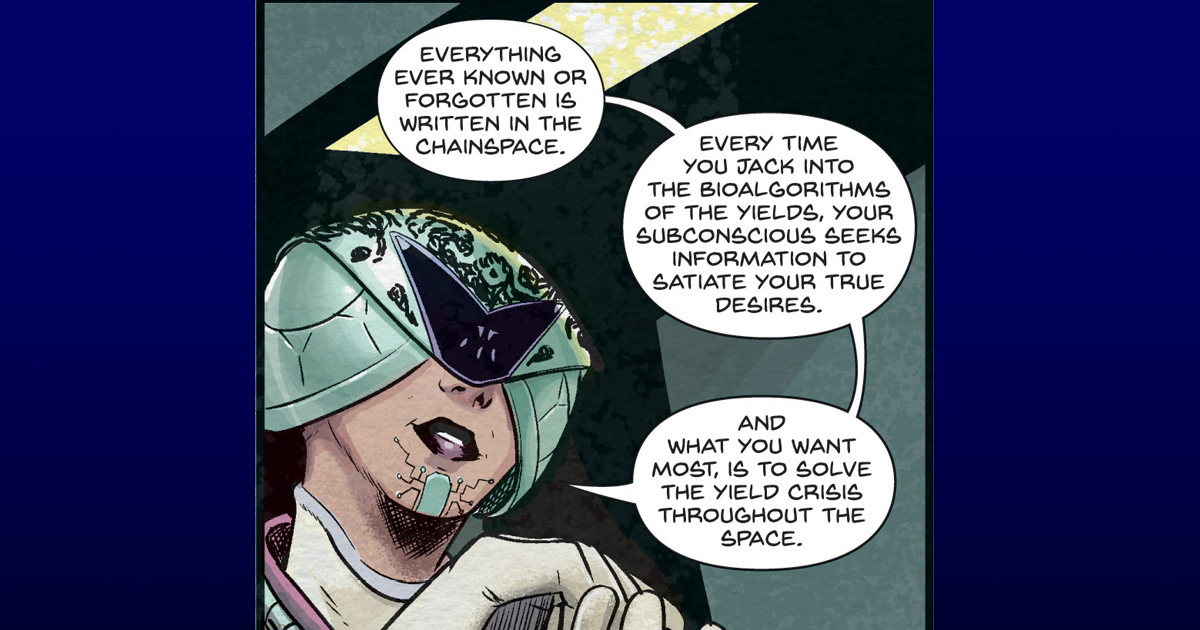 EVERYTHING
EVER KNOWN OR
FORGOTTEN IS
WRITTEN IN THE
CHAINSPACE.
EVERY TIME
YOU JACK INTO
THE BIOALGORITHMS
OF THE YIELDS, YOUR
SUBCONSCIOUS SEEKS
INFORMATION TO
SATIATE YOUR TRUE
DESIRES.
AND
WHAT YOU WANT
MOST, IS TO SOLVE
THE YIELD CRISIS
THROUGHOUT THE
SPACE.